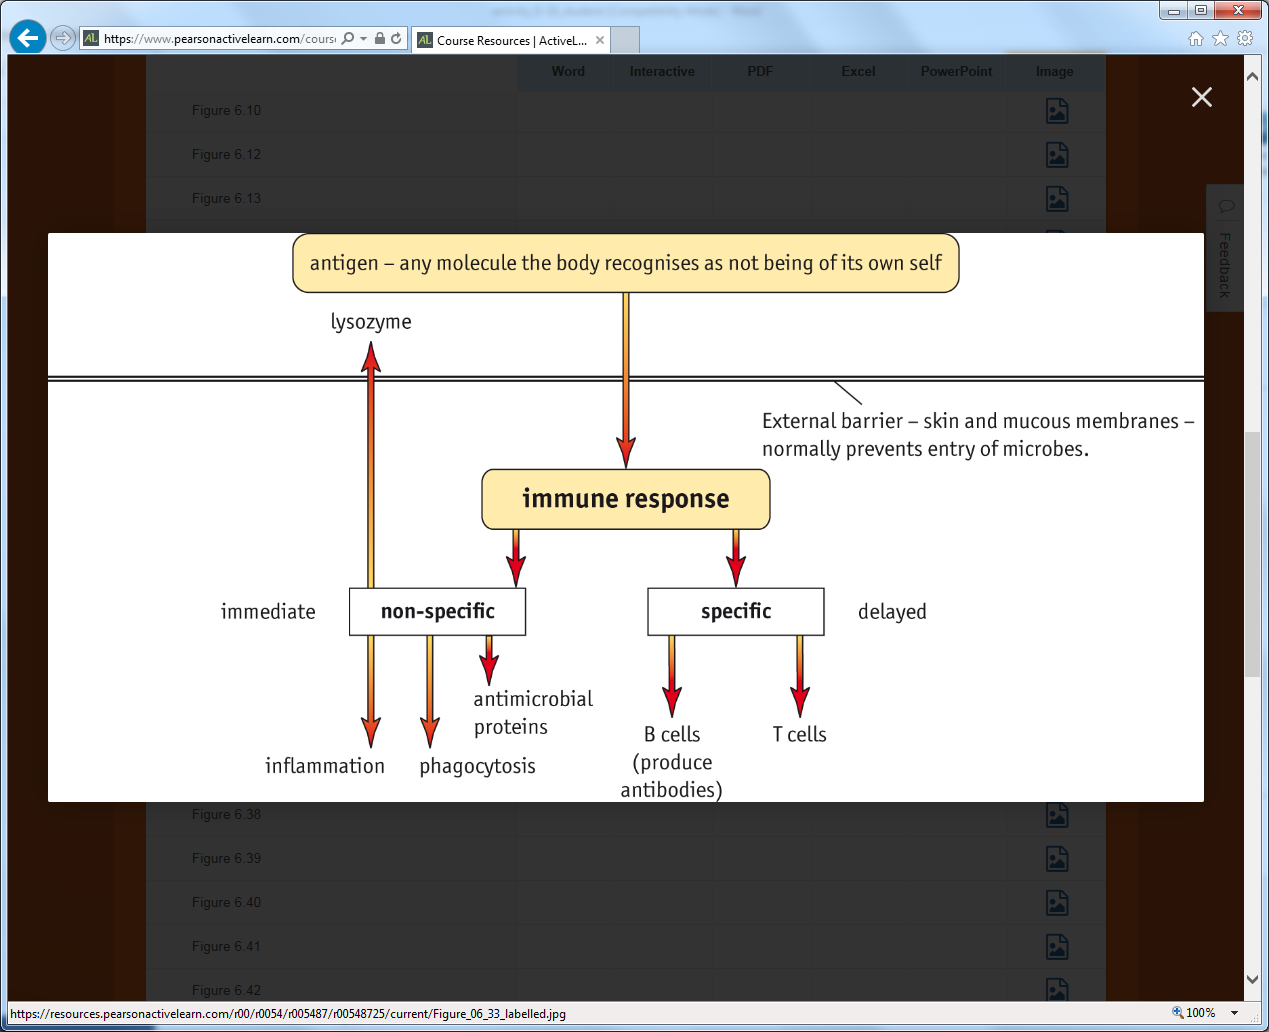 https://www.pearsonactivelearn.com/course
Course Resources | ActiveL...
Word Interactive PDF Excel PowerPoint Image
Figure 6.10
Figure 6.12
Figure 6.13
Feedback
antigen – any molecule the body recognises as not being of its own self
lysozyme
External barrier – skin and mucous membranes –
normally prevents entry of microbes.
immune response
immediate non-specific specific delayed
antimicrobial
proteins
inflammation phagocytosis
B cells
(produce
antibodies)
T cells
Figure 6.38
Figure 6.39
Figure 6.40
Figure 6.41
Figure 6.42
https://resources.pearsonactivelearn.com/r00/r0054/r005487/r00548725/current/Figure_06_33_labelled.jpg
100%